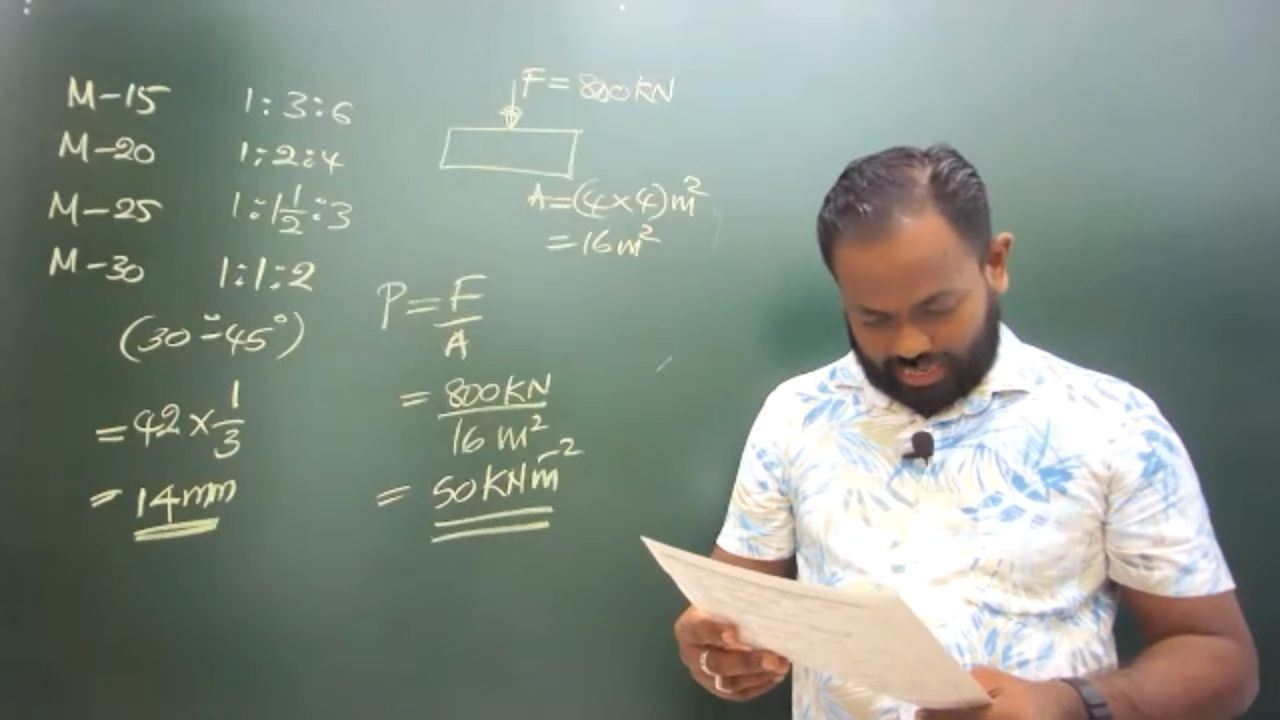 M-15 1:3:6
M-20 1:2:4
M-25 1:1½:3
M-30 1:1:2
(30°-45°)
= 42 × 1/3
= 14mm
F = 800kN
A = (4×4)m²
= 16m²
P = F/A
= 800KN/16m²
= 50KNm⁻²